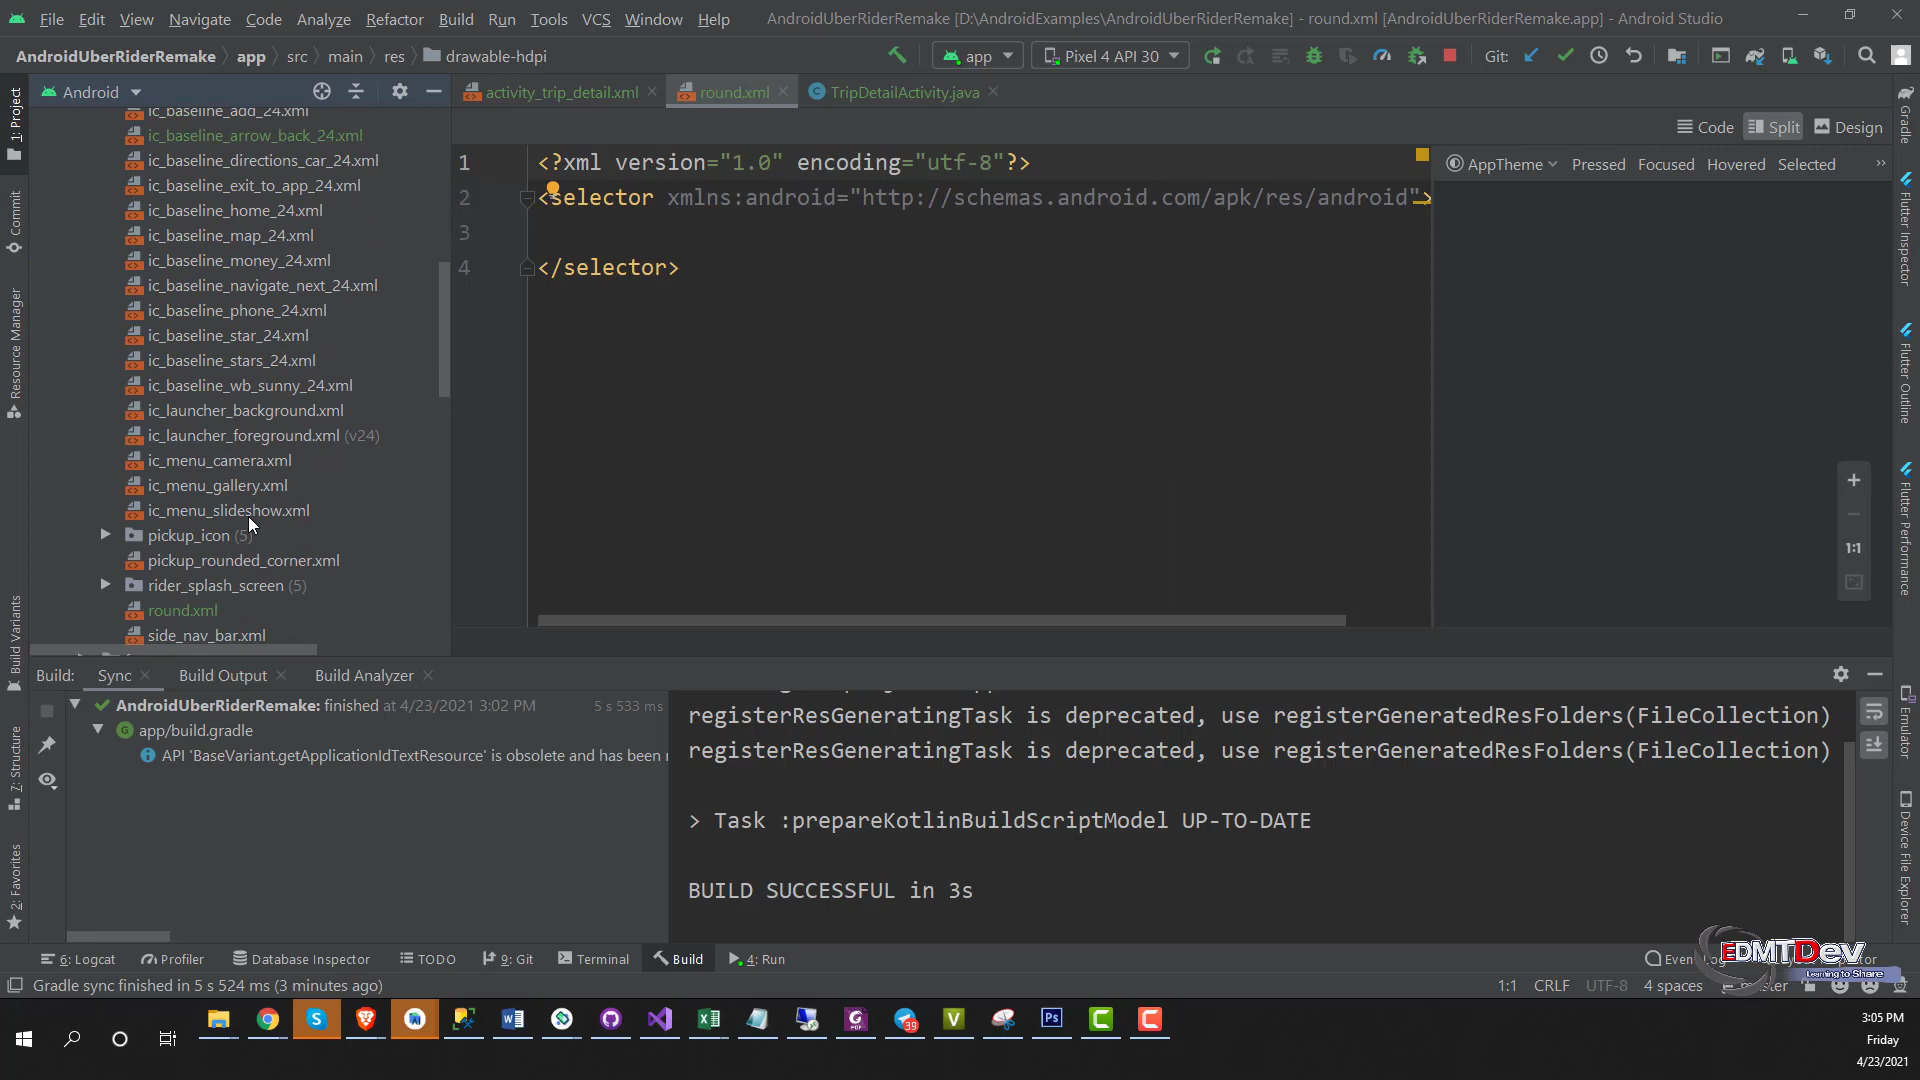 File Edit View Navigate Code Analyze Refactor Build Run Tools VCS Window Help AndroidUberRiderRemake [D:\AndroidExamples\AndroidUberRiderRemake] - round.xml [AndroidUberRiderRemake.app] - Android Studio
AndroidUberRiderRemake app src main res drawable-hdpi app Pixel 4 API 30 Git:
Android activity_trip_detail.xml round.xml TripDetailActivity.java
Code Split Design
AppTheme Pressed Focused Hovered Selected
1: Project
Commit
Resource Manager
Build Variants
7: Structure
2: Favorites
ic_baseline_add_24.xml
ic_baseline_arrow_back_24.xml
ic_baseline_directions_car_24.xml
ic_baseline_exit_to_app_24.xml
ic_baseline_home_24.xml
ic_baseline_map_24.xml
ic_baseline_money_24.xml
ic_baseline_navigate_next_24.xml
ic_baseline_phone_24.xml
ic_baseline_star_24.xml
ic_baseline_stars_24.xml
ic_baseline_wb_sunny_24.xml
ic_launcher_background.xml
ic_launcher_foreground.xml (v24)
ic_menu_camera.xml
ic_menu_gallery.xml
ic_menu_slideshow.xml
pickup_icon (5)
pickup_rounded_corner.xml
rider_splash_screen (5)
round.xml
side_nav_bar.xml
1 <?xml version="1.0" encoding="utf-8"?>
2 <selector xmlns:android="http://schemas.android.com/apk/res/android">
3
4 </selector>
1:1
Gradle
Flutter Inspector
Flutter Outline
Flutter Performance
Emulator
Device File Explorer
Build: Sync Build Output Build Analyzer
AndroidUberRiderRemake: finished at 4/23/2021 3:02 PM 5 s 533 ms
app/build.gradle
API 'BaseVariant.getApplicationIdTextResource' is obsolete and has been
registerResGeneratingTask is deprecated, use registerGeneratedResFolders(FileCollection)
registerResGeneratingTask is deprecated, use registerGeneratedResFolders(FileCollection)
> Task :prepareKotlinBuildScriptModel UP-TO-DATE
BUILD SUCCESSFUL in 3s
6: Logcat Profiler Database Inspector TODO 9: Git Terminal Build 4: Run
EDMTDev
Learning to Share
Gradle sync finished in 5 s 524 ms (3 minutes ago) 1:1 CRLF UTF-8 4 spaces master
39
3:05 PM
Friday
4/23/2021